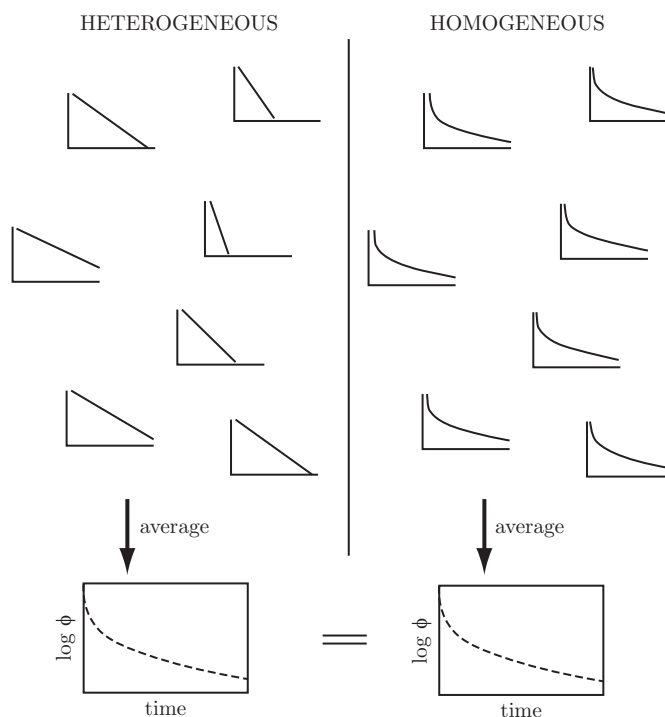 HETEROGENEOUS
HOMOGENEOUS
average
average
log ϕ
time
=
log ϕ
time